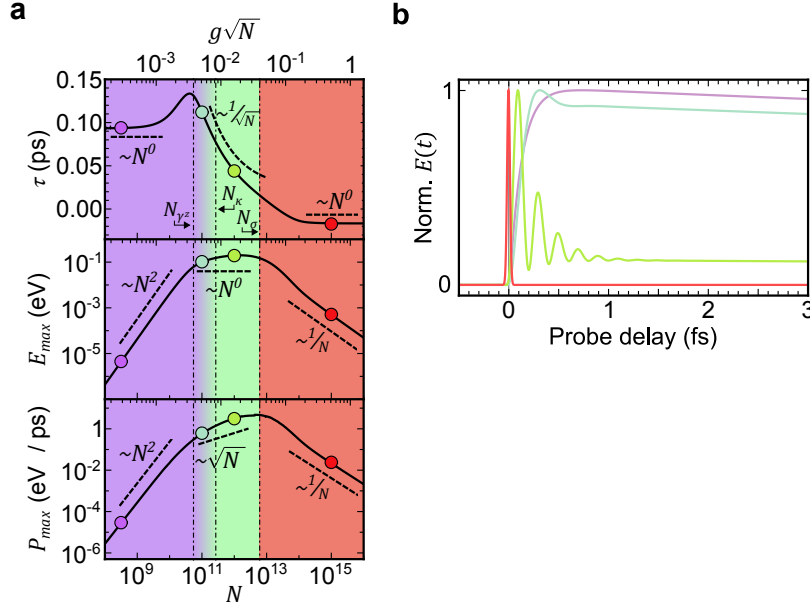 a
g√N
10⁻³ 10⁻² 10⁻¹ 1
0.15
0.10
0.05
0.00
τ (ps)
~N⁰
~1/√N
~N⁰
N_γᶻ
N_κ
N_σ
10⁻¹
10⁻³
10⁻⁵
E_max (eV)
~N²
~N⁰
~1/N
1
10⁻²
10⁻⁴
10⁻⁶
P_max (eV / ps)
~N²
~√N
~1/N
10⁹ 10¹¹ 10¹³ 10¹⁵
N
b
1
0
Norm. E(t)
0 1 2 3
Probe delay (fs)